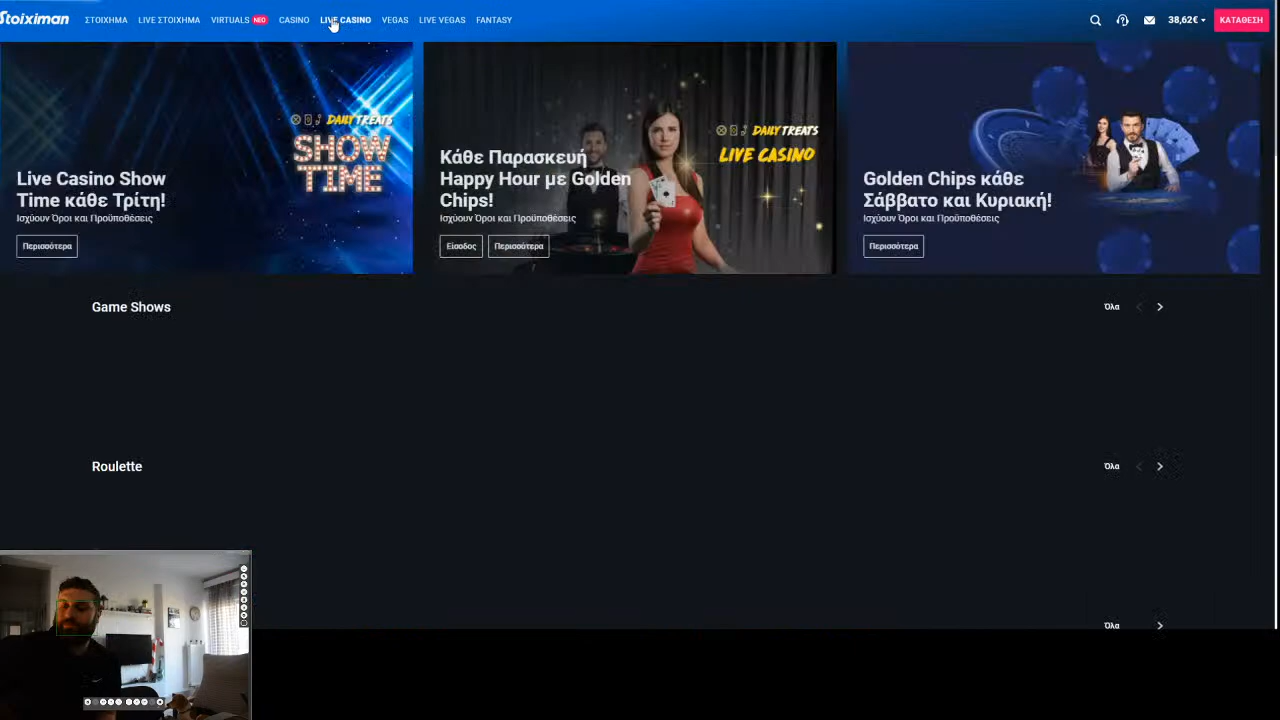 Stoiximan
ΣΤΟΙΧΗΜΑ LIVE ΣΤΟΙΧΗΜΑ VIRTUALS ΝΕΟ CASINO LIVE CASINO VEGAS LIVE VEGAS FANTASY
38,62€ ΚΑΤΑΘΕΣΗ
DAILY TREATS
SHOW
TIME
Live Casino Show
Time κάθε Τρίτη!
Ισχύουν Όροι και Προϋποθέσεις
Περισσότερα
DAILY TREATS
LIVE CASINO
Κάθε Παρασκευή
Happy Hour με Golden
Chips!
Ισχύουν Όροι και Προϋποθέσεις
Είσοδος Περισσότερα
Golden Chips κάθε
Σάββατο και Κυριακή!
Ισχύουν Όροι και Προϋποθέσεις
Περισσότερα
Game Shows Όλα
Roulette Όλα
Όλα